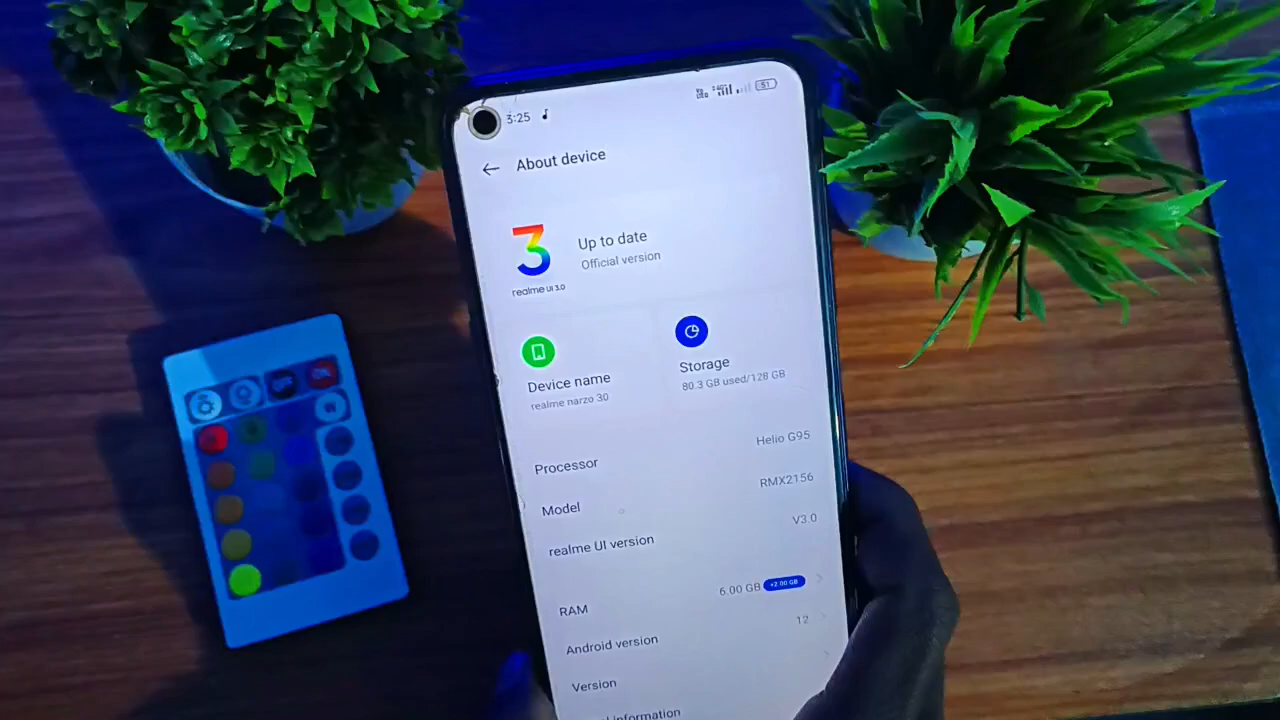 3:25
51
About device
3
Up to date
Official version
realme UI 3.0
Device name
realme narzo 30
Storage
80.3 GB used/128 GB
Processor
Helio G95
Model
RMX2156
realme UI version
V3.0
RAM
6.00 GB +2.00 GB
Android version
12
Version
information